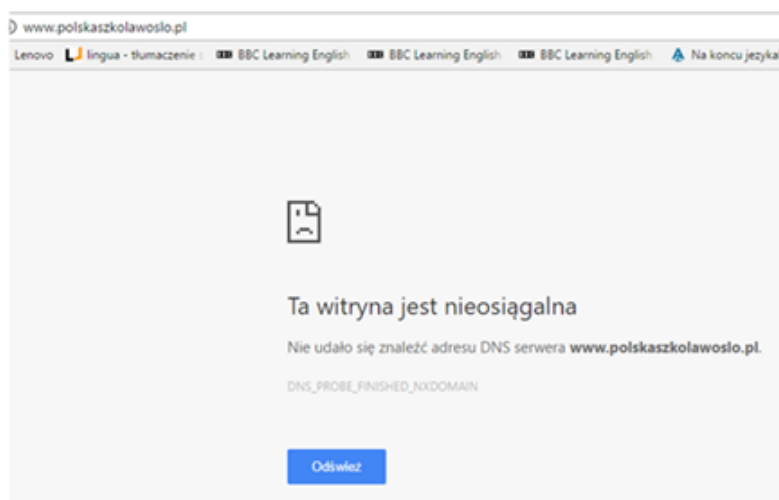 www.polskaszkolawoslo.pl
Lenovo lingua - tłumaczenie BBC Learning English BBC Learning English BBC Learning English Na koncu jezyka
Ta witryna jest nieosiągalna
Nie udało się znaleźć adresu DNS serwera www.polskaszkolawoslo.pl.
DNS_PROBE_FINISHED_NXDOMAIN
Odśwież